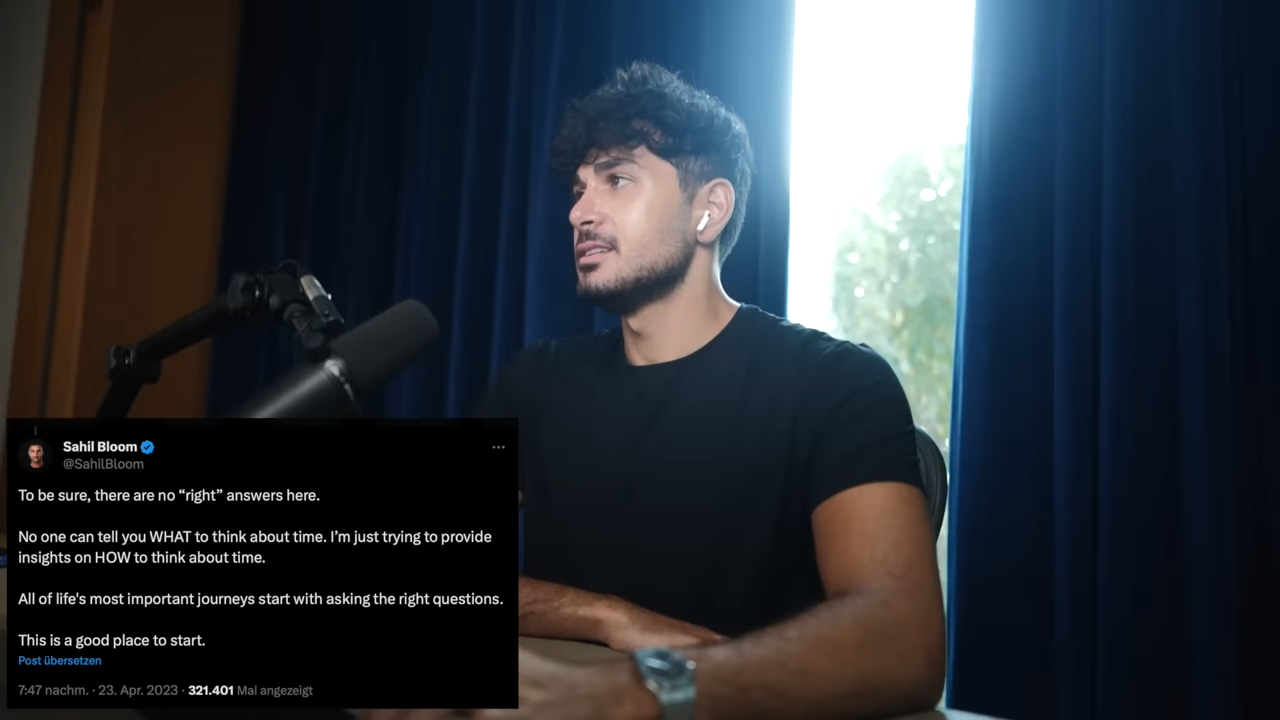 Sahil Bloom
@SahilBloom
To be sure, there are no “right” answers here.
No one can tell you WHAT to think about time. I’m just trying to provide
insights on HOW to think about time.
All of life's most important journeys start with asking the right questions.
This is a good place to start.
Post übersetzen
7:47 nachm. · 23. Apr. 2023 · 321.401 Mal angezeigt